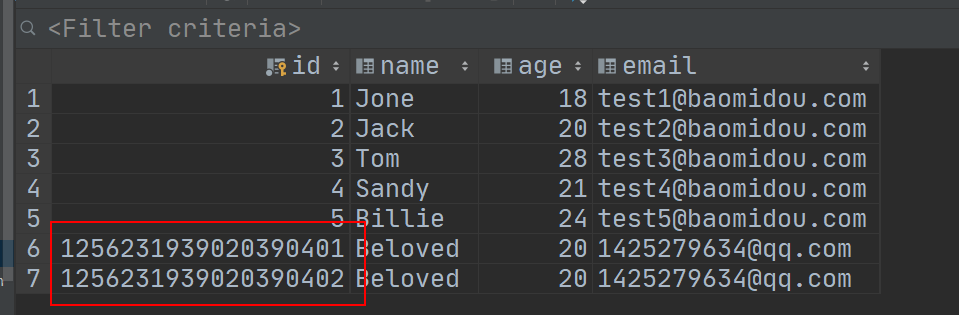 <Filter criteria>
id name age email
1 1 Jone 18 test1@baomidou.com
2 2 Jack 20 test2@baomidou.com
3 3 Tom 28 test3@baomidou.com
4 4 Sandy 21 test4@baomidou.com
5 5 Billie 24 test5@baomidou.com
6 1256231939020390401 Beloved 20 1425279634@qq.com
7 1256231939020390402 Beloved 20 1425279634@qq.com